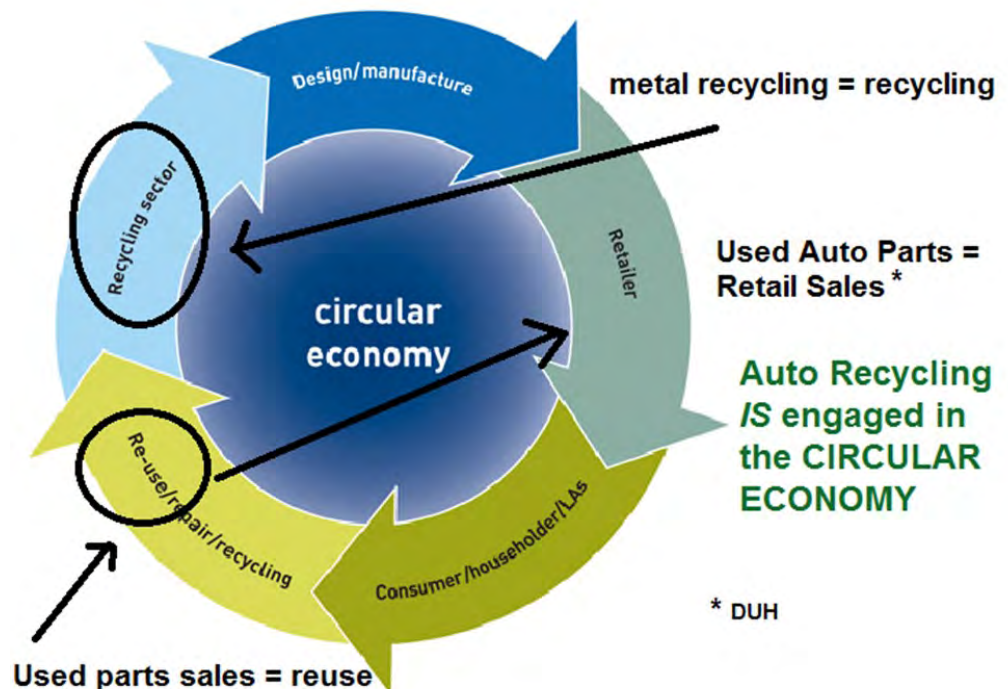 Design/manufacture
metal recycling = recycling
Recycling sector
Retailer
Used Auto Parts =
Retail Sales *
circular
economy
Auto Recycling
IS engaged in
the CIRCULAR
ECONOMY
Re-use/repair/recycling
Consumer/householder/LAs
* DUH
Used parts sales = reuse